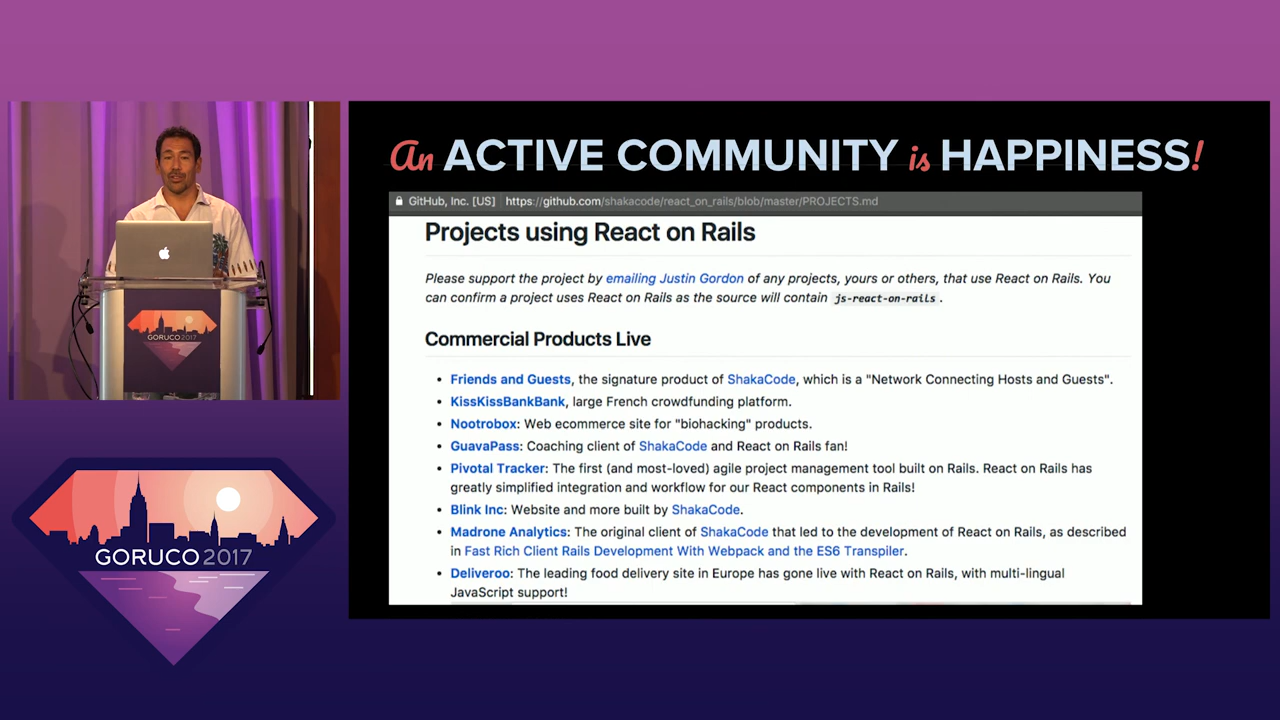 An ACTIVE COMMUNITY is HAPPINESS!
GitHub, Inc. [US] https://github.com/shakacode/react_on_rails/blob/master/PROJECTS.md
Projects using React on Rails
Please support the project by emailing Justin Gordon of any projects, yours or others, that use React on Rails. You
can confirm a project uses React on Rails as the source will contain js-react-on-rails .
Commercial Products Live
• Friends and Guests, the signature product of ShakaCode, which is a "Network Connecting Hosts and Guests".
• KissKissBankBank, large French crowdfunding platform.
• Nootrobox: Web ecommerce site for "biohacking" products.
• GuavaPass: Coaching client of ShakaCode and React on Rails fan!
• Pivotal Tracker: The first (and most-loved) agile project management tool built on Rails. React on Rails has
greatly simplified integration and workflow for our React components in Rails!
• Blink Inc: Website and more built by ShakaCode.
• Madrone Analytics: The original client of ShakaCode that led to the development of React on Rails, as described
in Fast Rich Client Rails Development With Webpack and the ES6 Transpiler.
• Deliveroo: The leading food delivery site in Europe has gone live with React on Rails, with multi-lingual
JavaScript support!
GORUCO 2017
GORUCO 2017